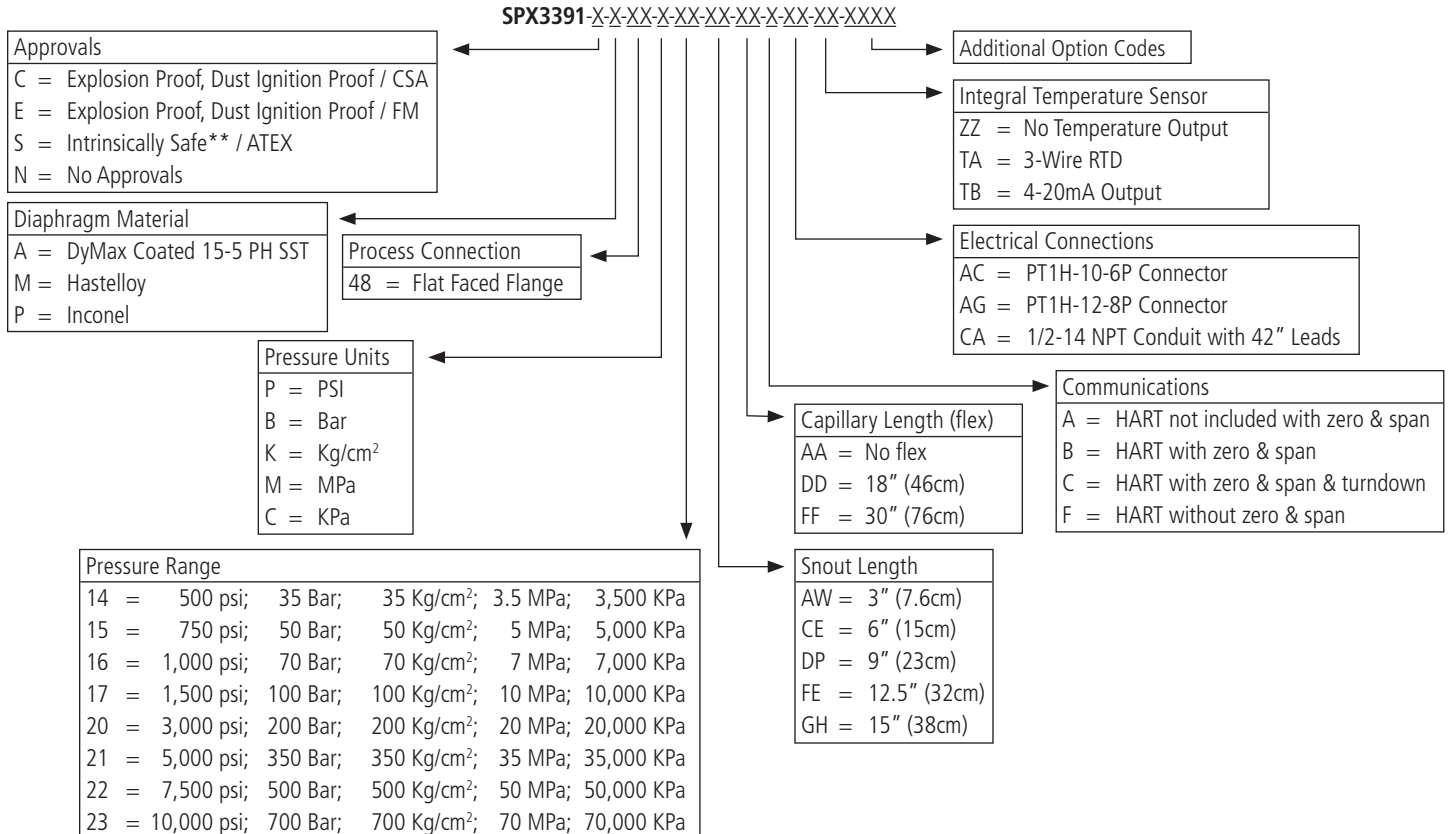 SPX3391-X-X-XX-X-XX-XX-XX-X-XX-XX-XXXX
Approvals
C = Explosion Proof, Dust Ignition Proof / CSA
E = Explosion Proof, Dust Ignition Proof / FM
S = Intrinsically Safe** / ATEX
N = No Approvals
Diaphragm Material
A = DyMax Coated 15-5 PH SST
M = Hastelloy
P = Inconel
Process Connection
48 = Flat Faced Flange
Pressure Units
P = PSI
B = Bar
K = Kg/cm²
M = MPa
C = KPa
Pressure Range
14 = 500 psi; 35 Bar; 35 Kg/cm²; 3.5 MPa; 3,500 KPa
15 = 750 psi; 50 Bar; 50 Kg/cm²; 5 MPa; 5,000 KPa
16 = 1,000 psi; 70 Bar; 70 Kg/cm²; 7 MPa; 7,000 KPa
17 = 1,500 psi; 100 Bar; 100 Kg/cm²; 10 MPa; 10,000 KPa
20 = 3,000 psi; 200 Bar; 200 Kg/cm²; 20 MPa; 20,000 KPa
21 = 5,000 psi; 350 Bar; 350 Kg/cm²; 35 MPa; 35,000 KPa
22 = 7,500 psi; 500 Bar; 500 Kg/cm²; 50 MPa; 50,000 KPa
23 = 10,000 psi; 700 Bar; 700 Kg/cm²; 70 MPa; 70,000 KPa
Additional Option Codes
Integral Temperature Sensor
ZZ = No Temperature Output
TA = 3-Wire RTD
TB = 4-20mA Output
Electrical Connections
AC = PT1H-10-6P Connector
AG = PT1H-12-8P Connector
CA = 1/2-14 NPT Conduit with 42" Leads
Communications
A = HART not included with zero & span
B = HART with zero & span
C = HART with zero & span & turndown
F = HART without zero & span
Capillary Length (flex)
AA = No flex
DD = 18" (46cm)
FF = 30" (76cm)
Snout Length
AW = 3" (7.6cm)
CE = 6" (15cm)
DP = 9" (23cm)
FE = 12.5" (32cm)
GH = 15" (38cm)